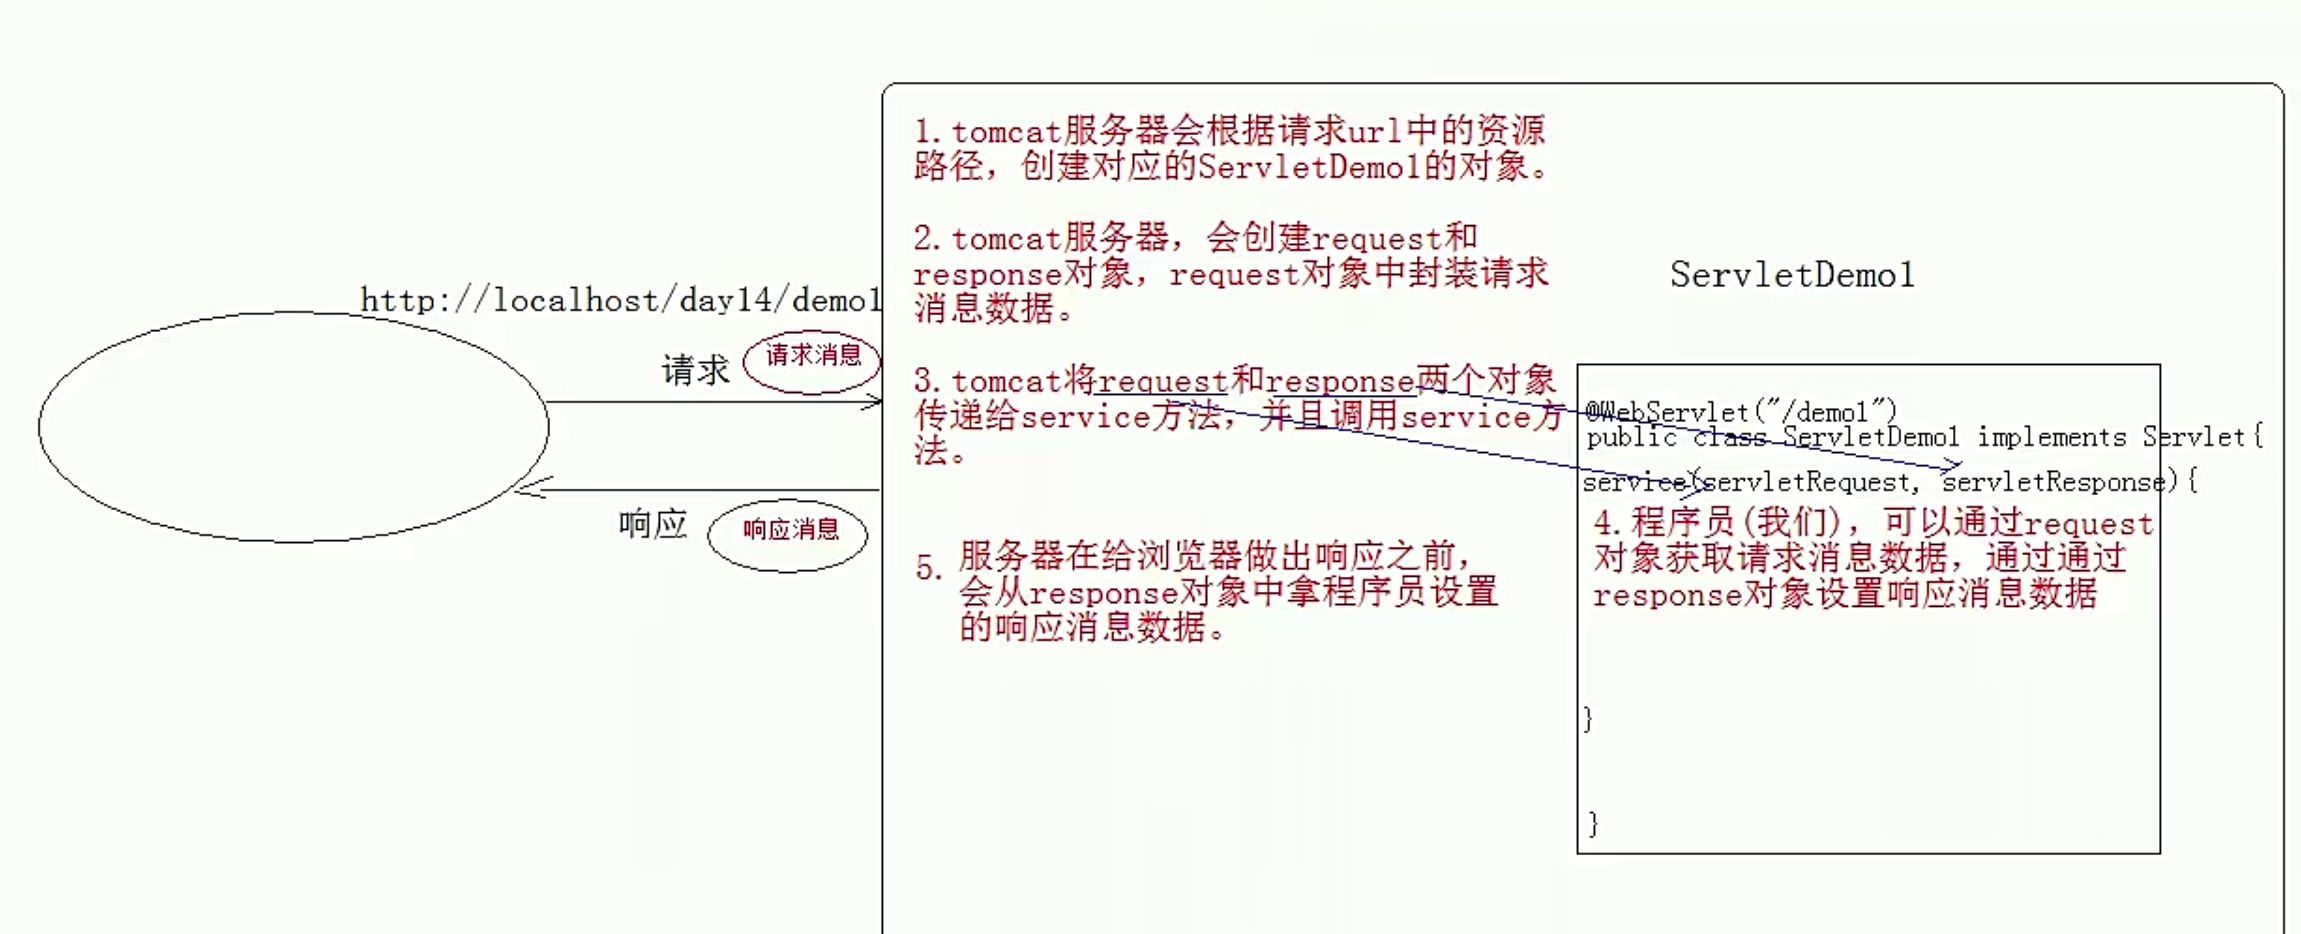 http://localhost/day14/demo1
请求
请求消息
响应
响应消息
1.tomcat服务器会根据请求url中的资源
路径，创建对应的ServletDemo1的对象。
2.tomcat服务器，会创建request和
response对象，request对象中封装请求
消息数据。
3.tomcat将request和response两个对象
传递给service方法，并且调用service方
法。
5.
服务器在给浏览器做出响应之前，
会从response对象中拿程序员设置
的响应消息数据。
ServletDemo1
@WebServlet("/demo1")
public class ServletDemo1 implements Servlet{
service(servletRequest, servletResponse){
4.程序员(我们)，可以通过request
对象获取请求消息数据，通过通过
response对象设置响应消息数据
}
}